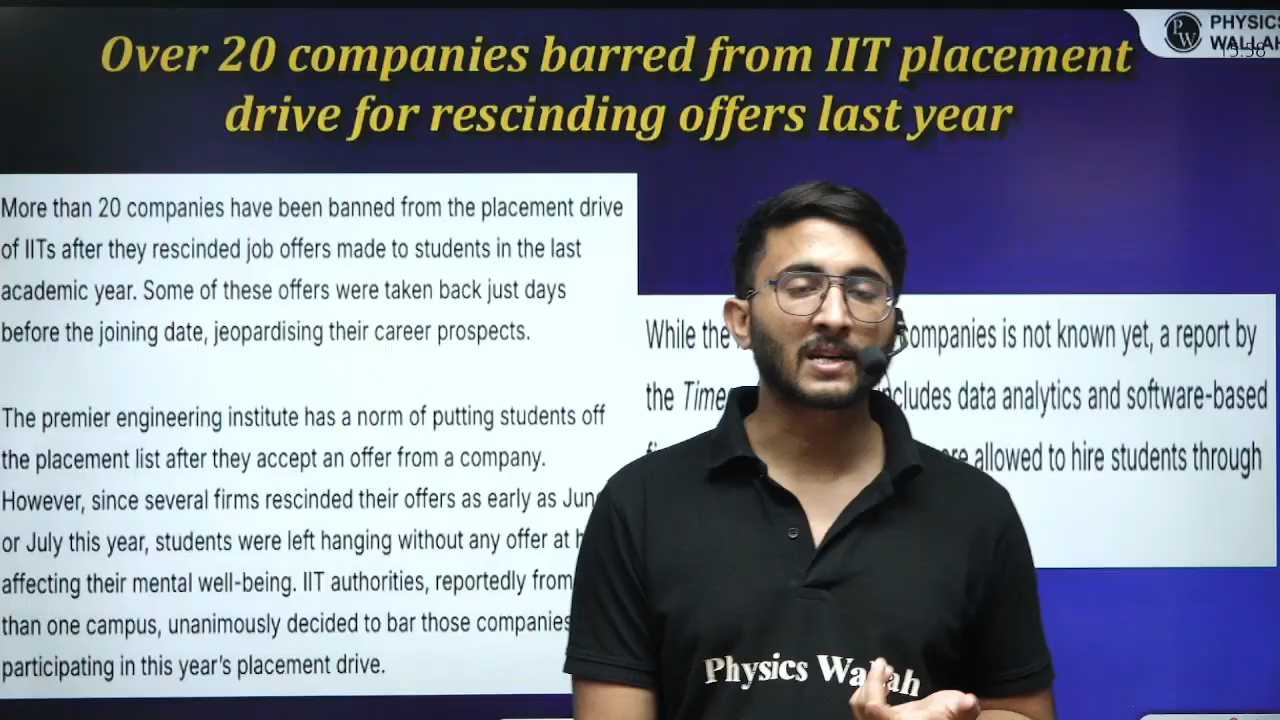 Over 20 companies barred from IIT placement
drive for rescinding offers last year
PHYSICS
WALLAH
More than 20 companies have been banned from the placement drive
of IITs after they rescinded job offers made to students in the last
academic year. Some of these offers were taken back just days
before the joining date, jeopardising their career prospects.
The premier engineering institute has a norm of putting students off
the placement list after they accept an offer from a company.
However, since several firms rescinded their offers as early as June
or July this year, students were left hanging without any offer at
affecting their mental well-being. IIT authorities, reportedly from
than one campus, unanimously decided to bar those companies
participating in this year's placement drive.
While the companies is not known yet, a report by
the Time includes data analytics and software-based
are allowed to hire students through
Physics Wallah